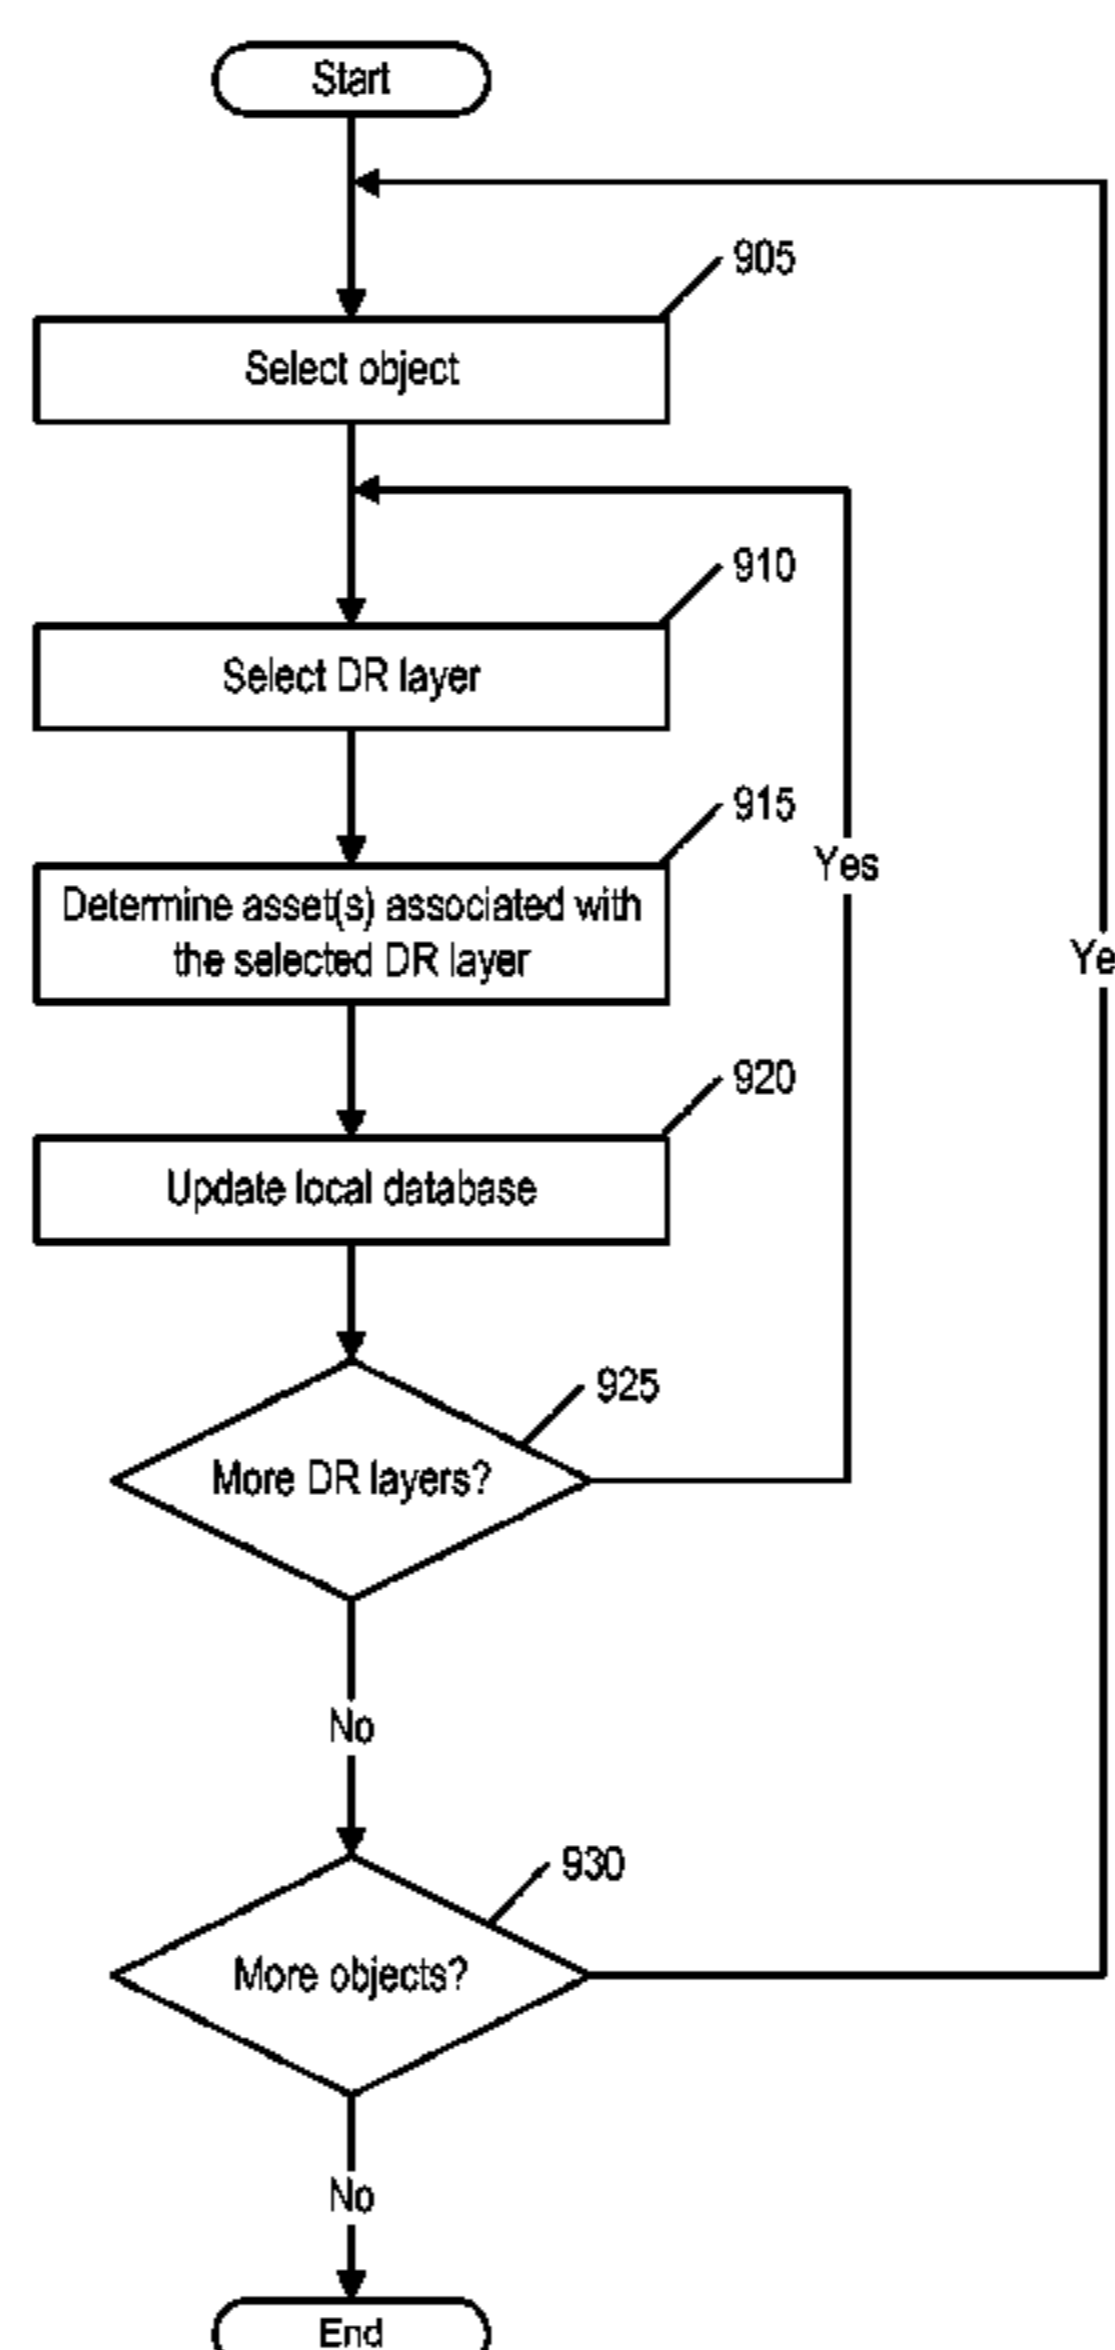 Start
905
Select object
910
Select DR layer
915
Determine asset(s) associated with
the selected DR layer
Yes
Ye
920
Update local database
925
More DR layers?
No
930
More objects?
No
End